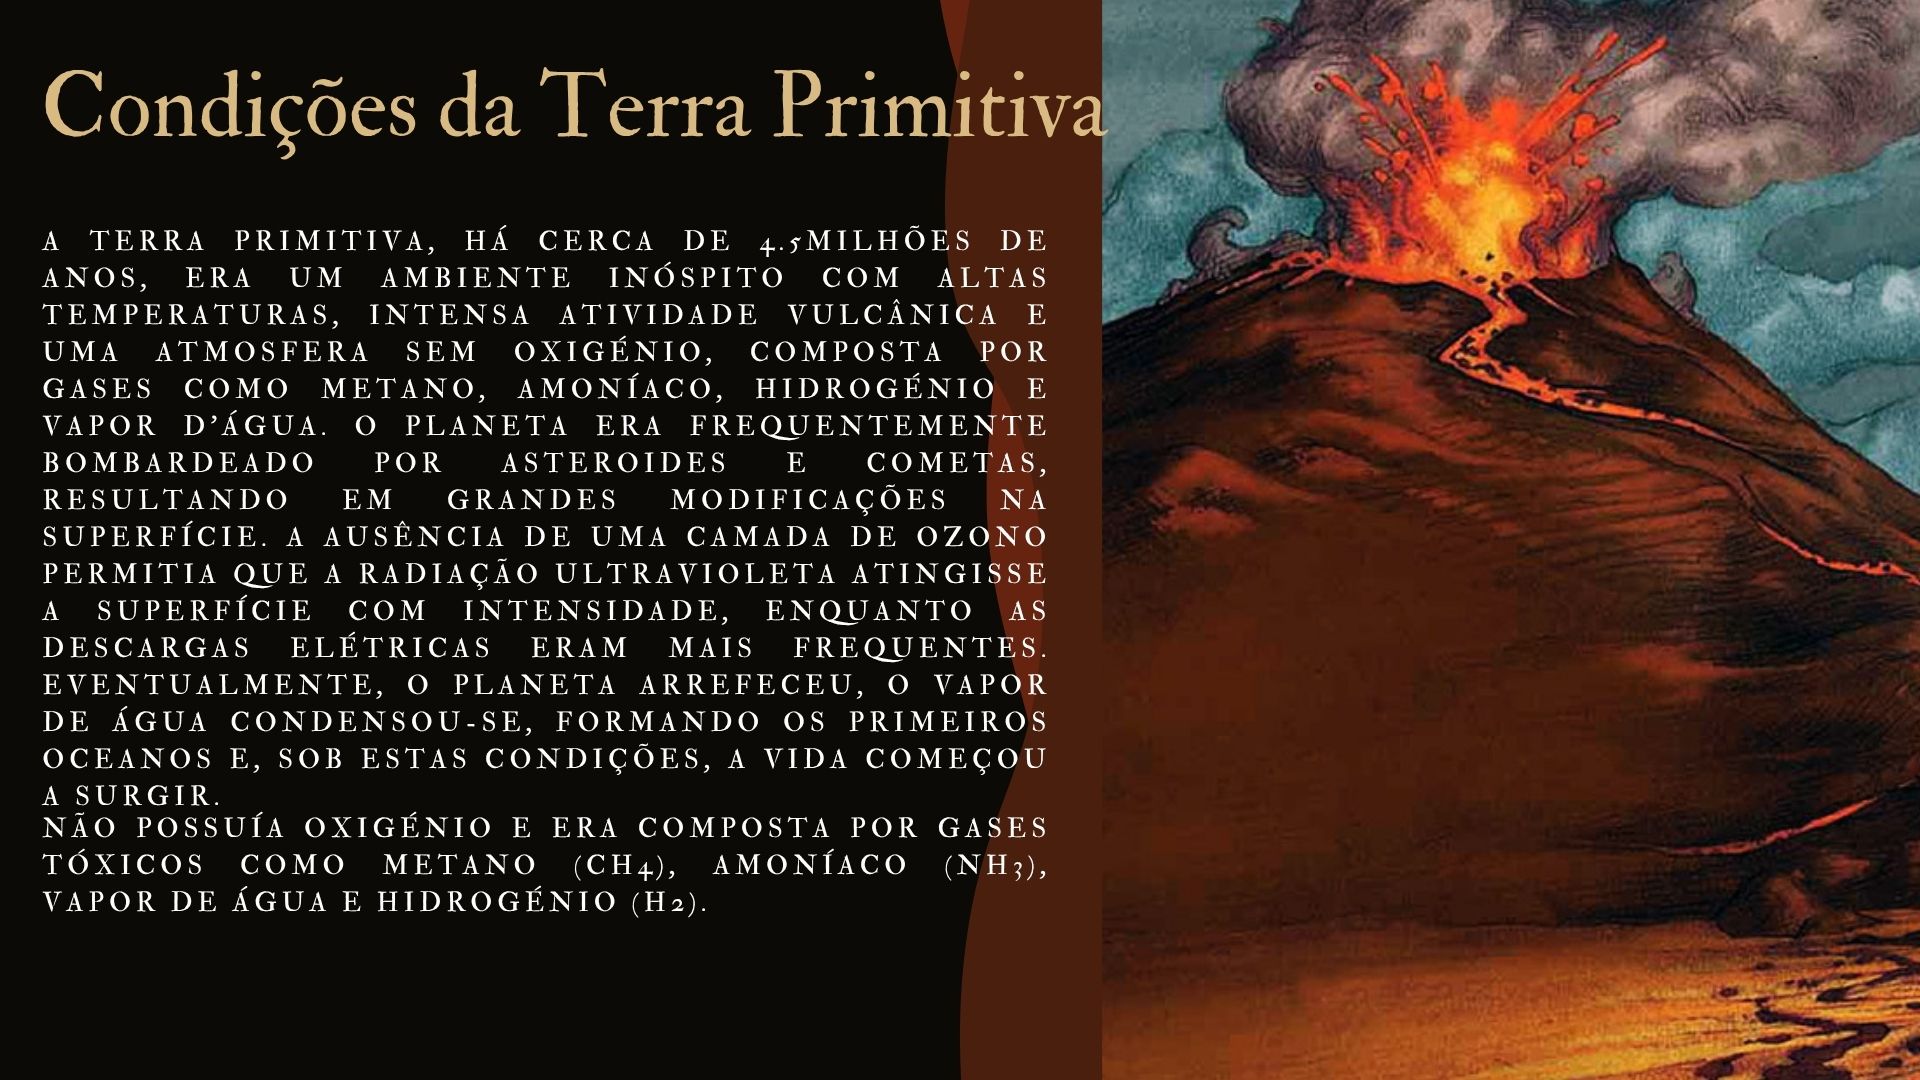 Condições da Terra Primitiva
A TERRA PRIMITIVA, HÁ CERCA DE 4.5MILHÕES DE
ANOS, ERA UM AMBIENTE INÓSPITO COM ALTAS
TEMPERATURAS, INTENSA ATIVIDADE VULCÂNICA E
UMA ATMOSFERA SEM OXIGÉNIO, COMPOSTA POR
GASES COMO METANO, AMONÍACO, HIDROGÉNIO E
VAPOR D'ÁGUA. O PLANETA ERA FREQUENTEMENTE
BOMBARDEADO POR ASTEROIDES E COMETAS,
RESULTANDO EM GRANDES MODIFICAÇÕES NA
SUPERFÍCIE. A AUSÊNCIA DE UMA CAMADA DE OZONO
PERMITIA QUE A RADIAÇÃO ULTRAVIOLETA ATINGISSE
A SUPERFÍCIE COM INTENSIDADE, ENQUANTO AS
DESCARGAS ELÉTRICAS ERAM MAIS FREQUENTES.
EVENTUALMENTE, O PLANETA ARREFECEU, O VAPOR
DE ÁGUA CONDENSOU-SE, FORMANDO OS PRIMEIROS
OCEANOS E, SOB ESTAS CONDIÇÕES, A VIDA COMEÇOU
A SURGIR.
NÃO POSSUÍA OXIGÉNIO E ERA COMPOSTA POR GASES
TÓXICOS COMO METANO (CH4), AMONÍACO (NH3),
VAPOR DE ÁGUA E HIDROGÉNIO (H2).